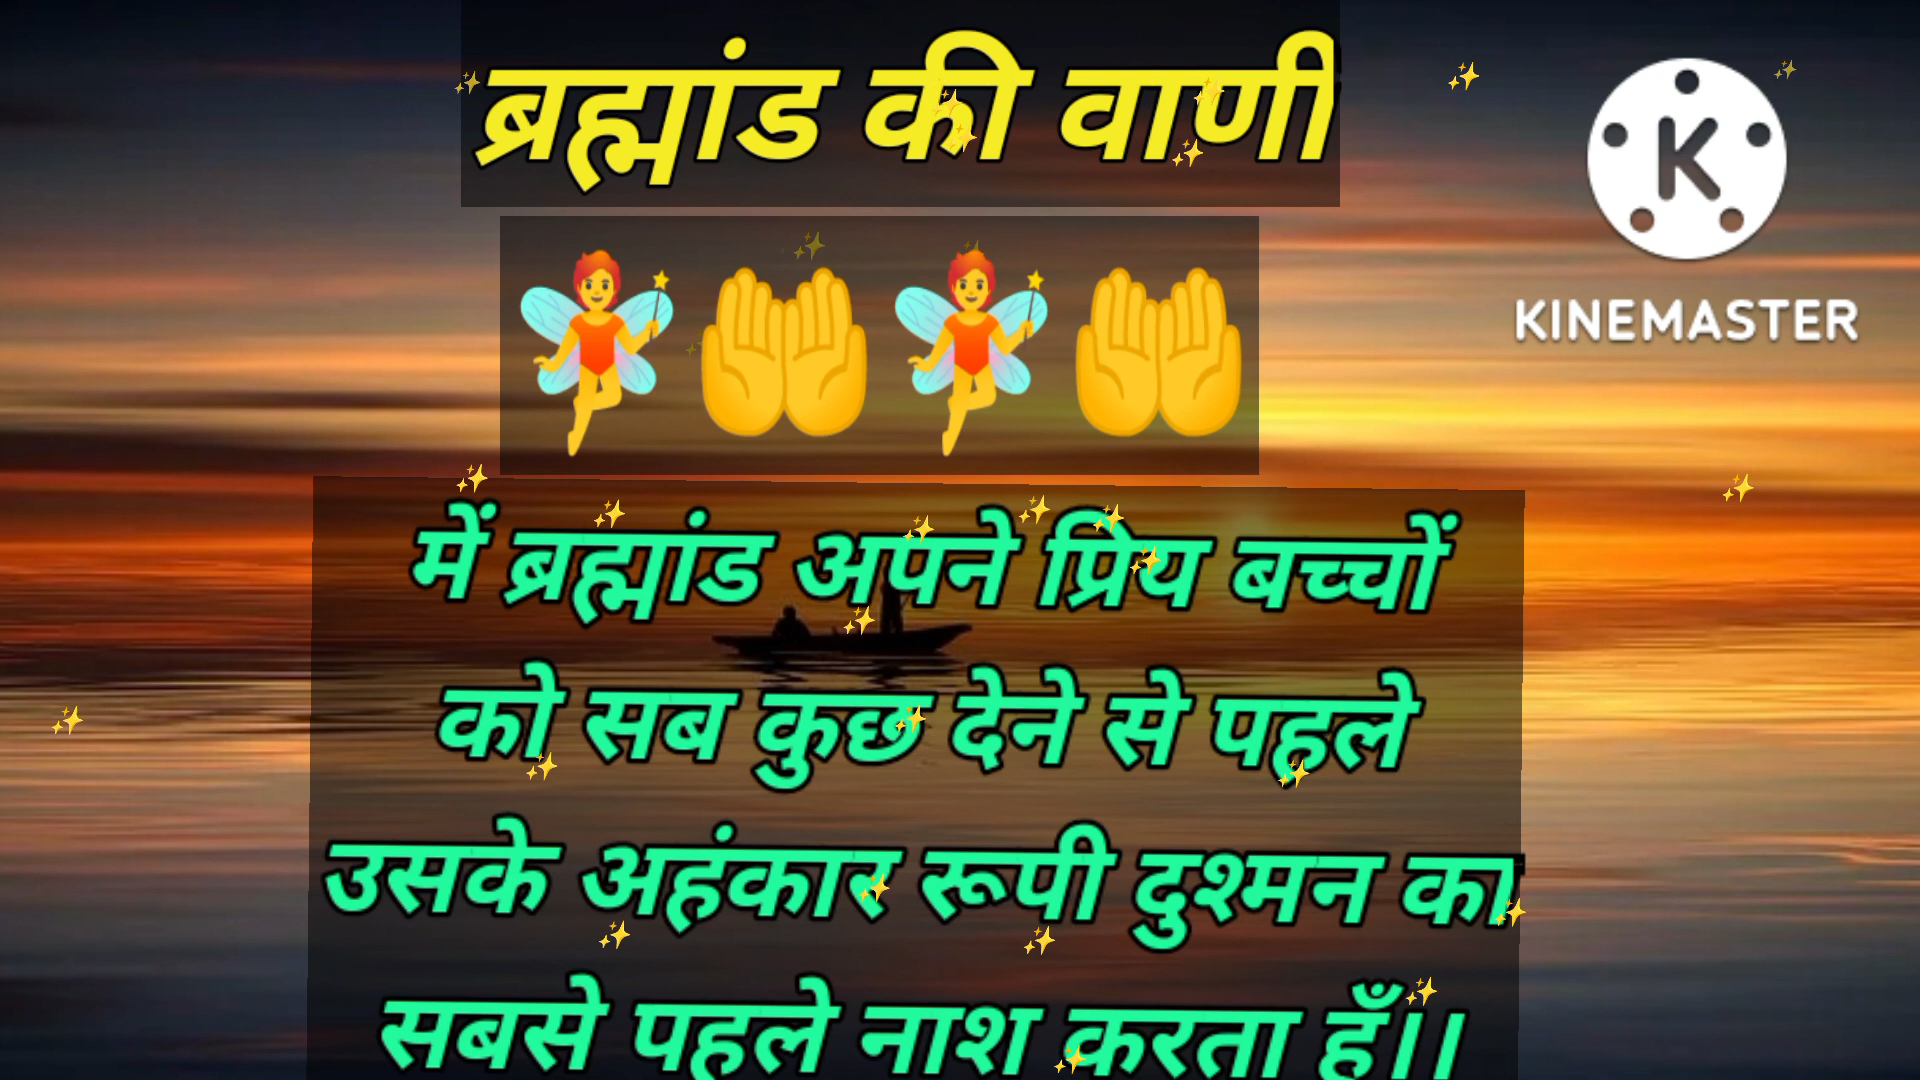 ब्रह्मांड की वाणी
K
KINEMASTER
में ब्रह्मांड अपने प्रिय बच्चों
को सब कुछ देने से पहले
उसके अहंकार रूपी दुश्मन का
सबसे पहले नाश करता हूँ।।